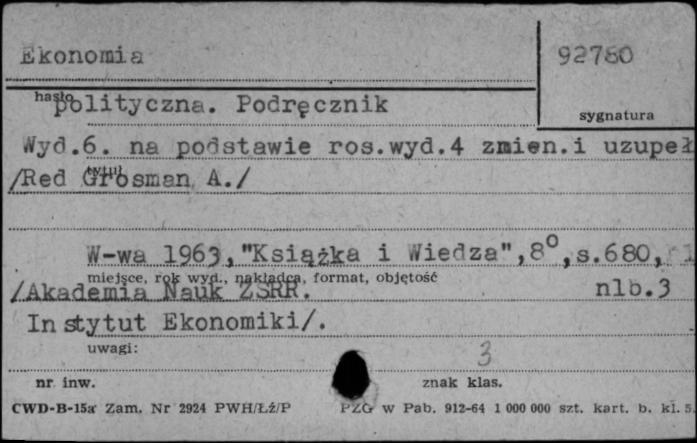 Ekonomia 92780
hasło
polityczna. Podręcznik
sygnatura
Wyd.6. na podstawie ros.wyd.4 zmien.i uzupeł
tytuł
/Red Grosman A./
W-wa 1963,"Książka i Wiedza",8°,s.680,
miejsce, rok wyd., nakładca, format, objętość
/Akademia Nauk ZSRR. nlb.3
Instytut Ekonomiki/.
uwagi:
3
nr inw. znak klas.
CWD-B-15a Zam. Nr 2924 PWH/Łź/P PZG w Pab. 912-64 1 000 000 szt. kart. b. kl. 5.